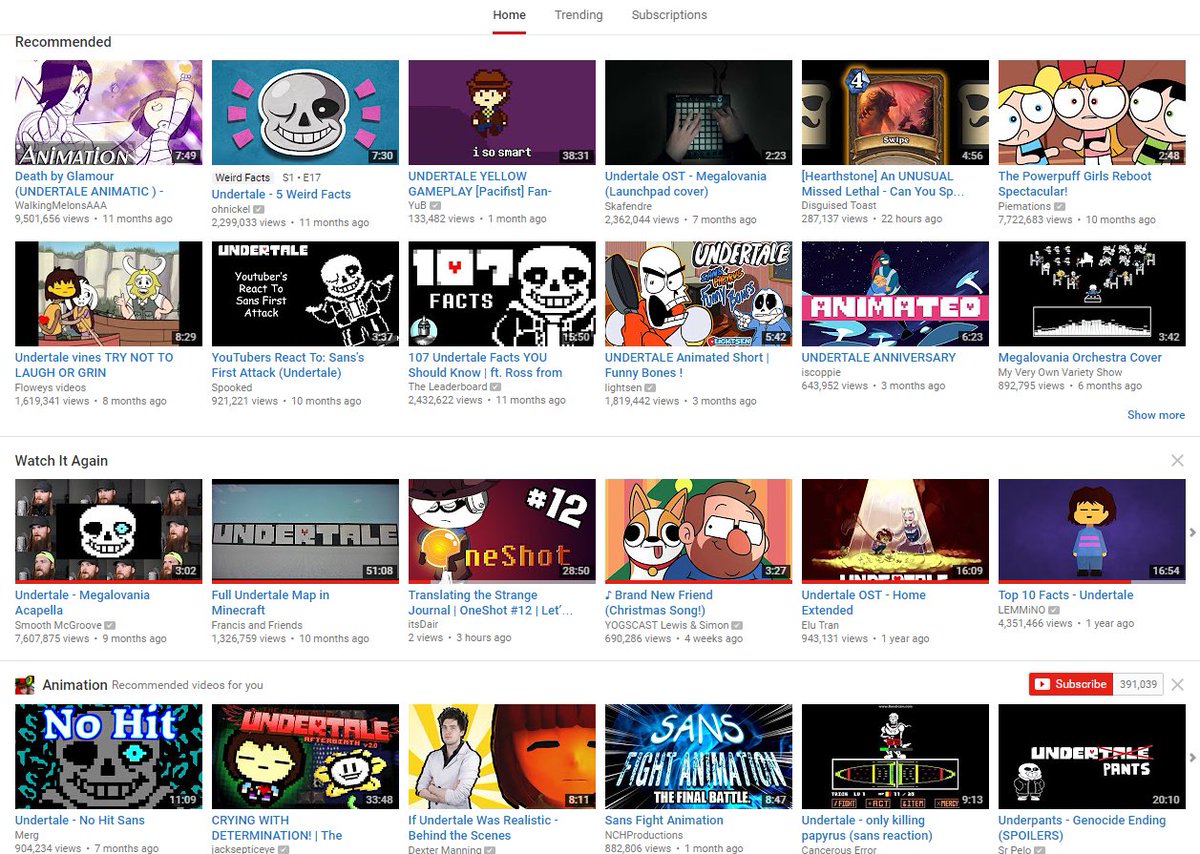 Home Trending Subscriptions
Recommended
ANIMATION 7:49
7:30
i so smart
38:31
2:23
4
Swipe
4:56
2:48
Death by Glamour
(UNDERTALE ANIMATIC ) -
WalkingMelonsAAA
9,501,656 views • 11 months ago
Weird Facts S1 • E17
Undertale - 5 Weird Facts
ohnickel
2,299,033 views • 11 months ago
UNDERTALE YELLOW
GAMEPLAY [Pacifist] Fan-
YuB
133,482 views • 1 month ago
Undertale OST - Megalovania
(Launchpad cover)
Skafendre
2,362,044 views • 7 months ago
[Hearthstone] An UNUSUAL
Missed Lethal - Can You Sp...
Disguised Toast
287,137 views • 22 hours ago
The Powerpuff Girls Reboot
Spectacular!
Piemations
7,722,683 views • 10 months ago
8:29
UNDERTALE
Youtuber's
React To
Sans First
Attack
3:37
107
FACTS
15:50
UNDERTALE
SANS
&
PAPYRUS
in
FUNNY BONES
LIGHTSEN
5:42
ANIMATED
6:23
3:42
Undertale vines TRY NOT TO
LAUGH OR GRIN
Floweys videos
1,619,341 views • 8 months ago
YouTubers React To: Sans's
First Attack (Undertale)
Spooked
921,221 views • 10 months ago
107 Undertale Facts YOU
Should Know | ft. Ross from
The Leaderboard
2,432,622 views • 11 months ago
UNDERTALE Animated Short |
Funny Bones !
lightsen
1,819,442 views • 3 months ago
UNDERTALE ANNIVERSARY
iscoppie
643,952 views • 3 months ago
Megalovania Orchestra Cover
My Very Own Variety Show
892,795 views • 6 months ago
Show more
Watch It Again
3:02
UNDERTALE
51:08
#12
neShot
28:50
3:27
UNDERTALE
16:09
16:54
Undertale - Megalovania
Acapella
Smooth McGroove
7,607,875 views • 9 months ago
Full Undertale Map in
Minecraft
Francis and Friends
1,326,759 views • 10 months ago
Translating the Strange
Journal | OneShot #12 | Let'...
itsDair
2 views • 3 hours ago
♪ Brand New Friend
(Christmas Song!)
YOGSCAST Lewis & Simon
690,286 views • 4 weeks ago
Undertale OST - Home
Extended
Elu Tran
943,131 views • 1 year ago
Top 10 Facts - Undertale
LEMMiNO
4,351,466 views • 1 year ago
Animation Recommended videos for you
Subscribe 391,039
No Hit
11:09
UNDERTALE
AFTERBIRTH v2.0
33:48
8:11
SANS
FIGHT ANIMATION
THE FINAL BATTLE
8:47
LV 1
FIGHT ACT ITEM MERCY
9:13
UNDERTALE
PANTS
20:10
Undertale - No Hit Sans
Merg
904,234 views • 7 months ago
CRYING WITH
DETERMINATION! | The
jacksepticeye
If Undertale Was Realistic -
Behind the Scenes
Dexter Manning
Sans Fight Animation
NCHProductions
882,806 views • 1 month ago
Undertale - only killing
papyrus (sans reaction)
Cancerous Error
Underpants - Genocide Ending
(SPOILERS)
Sr Pelo